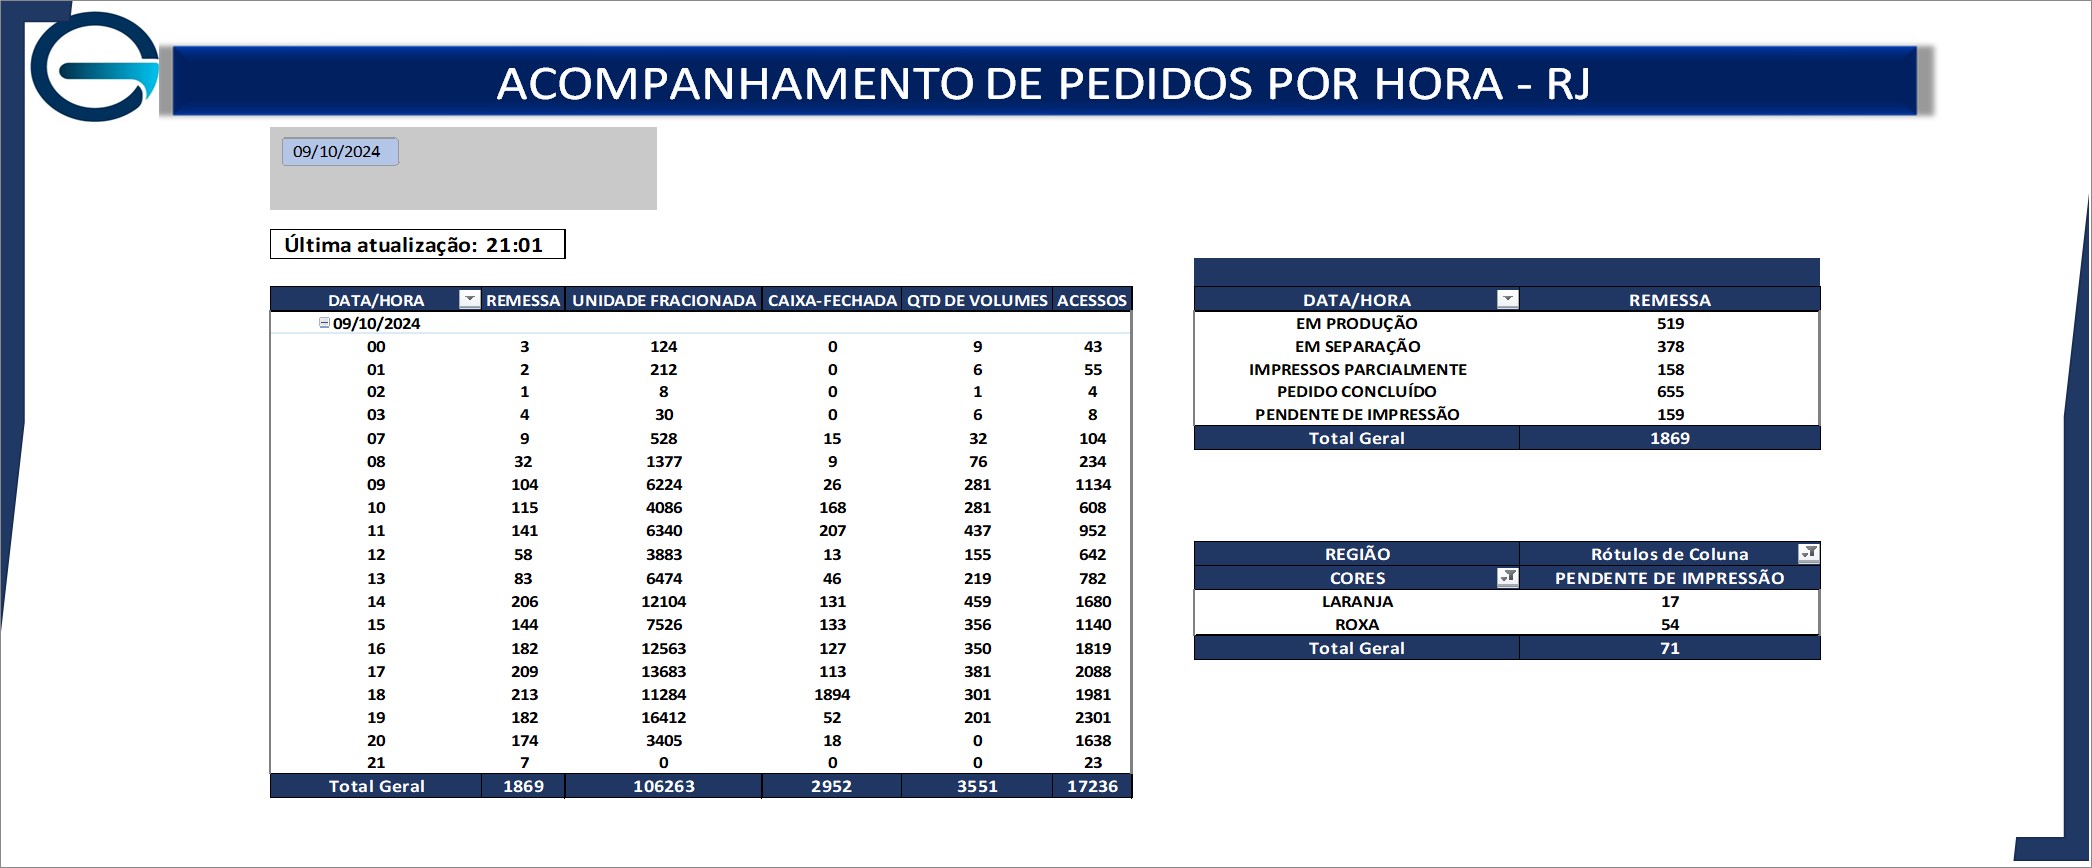 ACOMPANHAMENTO DE PEDIDOS POR HORA - RJ
09/10/2024
Última atualização: 21:01
DATA/HORA REMESSA UNIDADE FRACIONADA CAIXA-FECHADA QTD DE VOLUMES ACESSOS
09/10/2024
00 3 124 0 9 43
01 2 212 0 6 55
02 1 8 0 1 4
03 4 30 0 6 8
07 9 528 15 32 104
08 32 1377 9 76 234
09 104 6224 26 281 1134
10 115 4086 168 281 608
11 141 6340 207 437 952
12 58 3883 13 155 642
13 83 6474 46 219 782
14 206 12104 131 459 1680
15 144 7526 133 356 1140
16 182 12563 127 350 1819
17 209 13683 113 381 2088
18 213 11284 1894 301 1981
19 182 16412 52 201 2301
20 174 3405 18 0 1638
21 7 0 0 0 23
Total Geral 1869 106263 2952 3551 17236
DATA/HORA REMESSA
EM PRODUÇÃO 519
EM SEPARAÇÃO 378
IMPRESSOS PARCIALMENTE 158
PEDIDO CONCLUÍDO 655
PENDENTE DE IMPRESSÃO 159
Total Geral 1869
REGIÃO Rótulos de Coluna
CORES PENDENTE DE IMPRESSÃO
LARANJA 17
ROXA 54
Total Geral 71